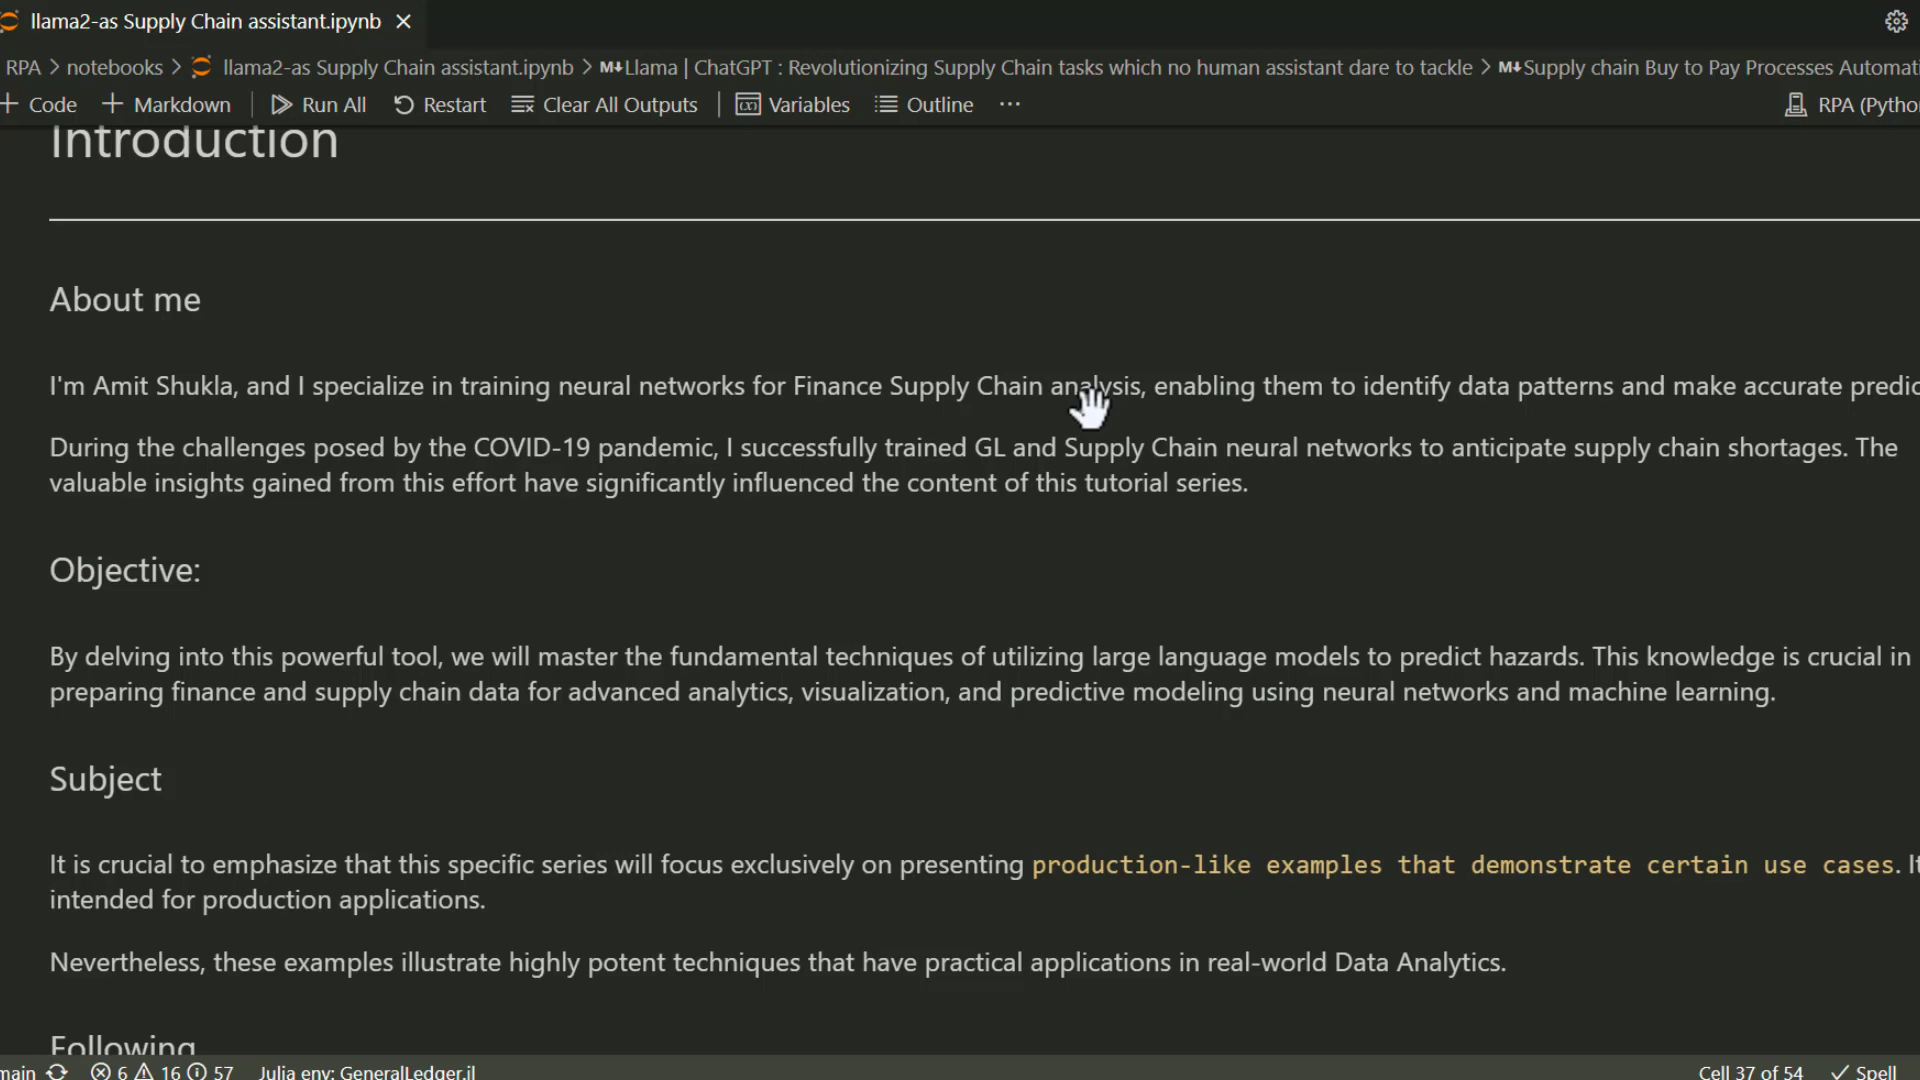 llama2-as Supply Chain assistant.ipynb
RPA > notebooks > llama2-as Supply Chain assistant.ipynb > M↓Llama | ChatGPT : Revolutionizing Supply Chain tasks which no human assistant dare to tackle > M↓Supply chain Buy to Pay Processes Automati
+ Code + Markdown | Run All Restart Clear All Outputs | Variables Outline ··· RPA (Pytho
Introduction
About me
I'm Amit Shukla, and I specialize in training neural networks for Finance Supply Chain analysis, enabling them to identify data patterns and make accurate predic
During the challenges posed by the COVID-19 pandemic, I successfully trained GL and Supply Chain neural networks to anticipate supply chain shortages. The
valuable insights gained from this effort have significantly influenced the content of this tutorial series.
Objective:
By delving into this powerful tool, we will master the fundamental techniques of utilizing large language models to predict hazards. This knowledge is crucial in
preparing finance and supply chain data for advanced analytics, visualization, and predictive modeling using neural networks and machine learning.
Subject
It is crucial to emphasize that this specific series will focus exclusively on presenting production-like examples that demonstrate certain use cases. It
intended for production applications.
Nevertheless, these examples illustrate highly potent techniques that have practical applications in real-world Data Analytics.
Following
main 6 16 57 Julia env: GeneralLedger.jl Cell 37 of 54 ✓ Spell